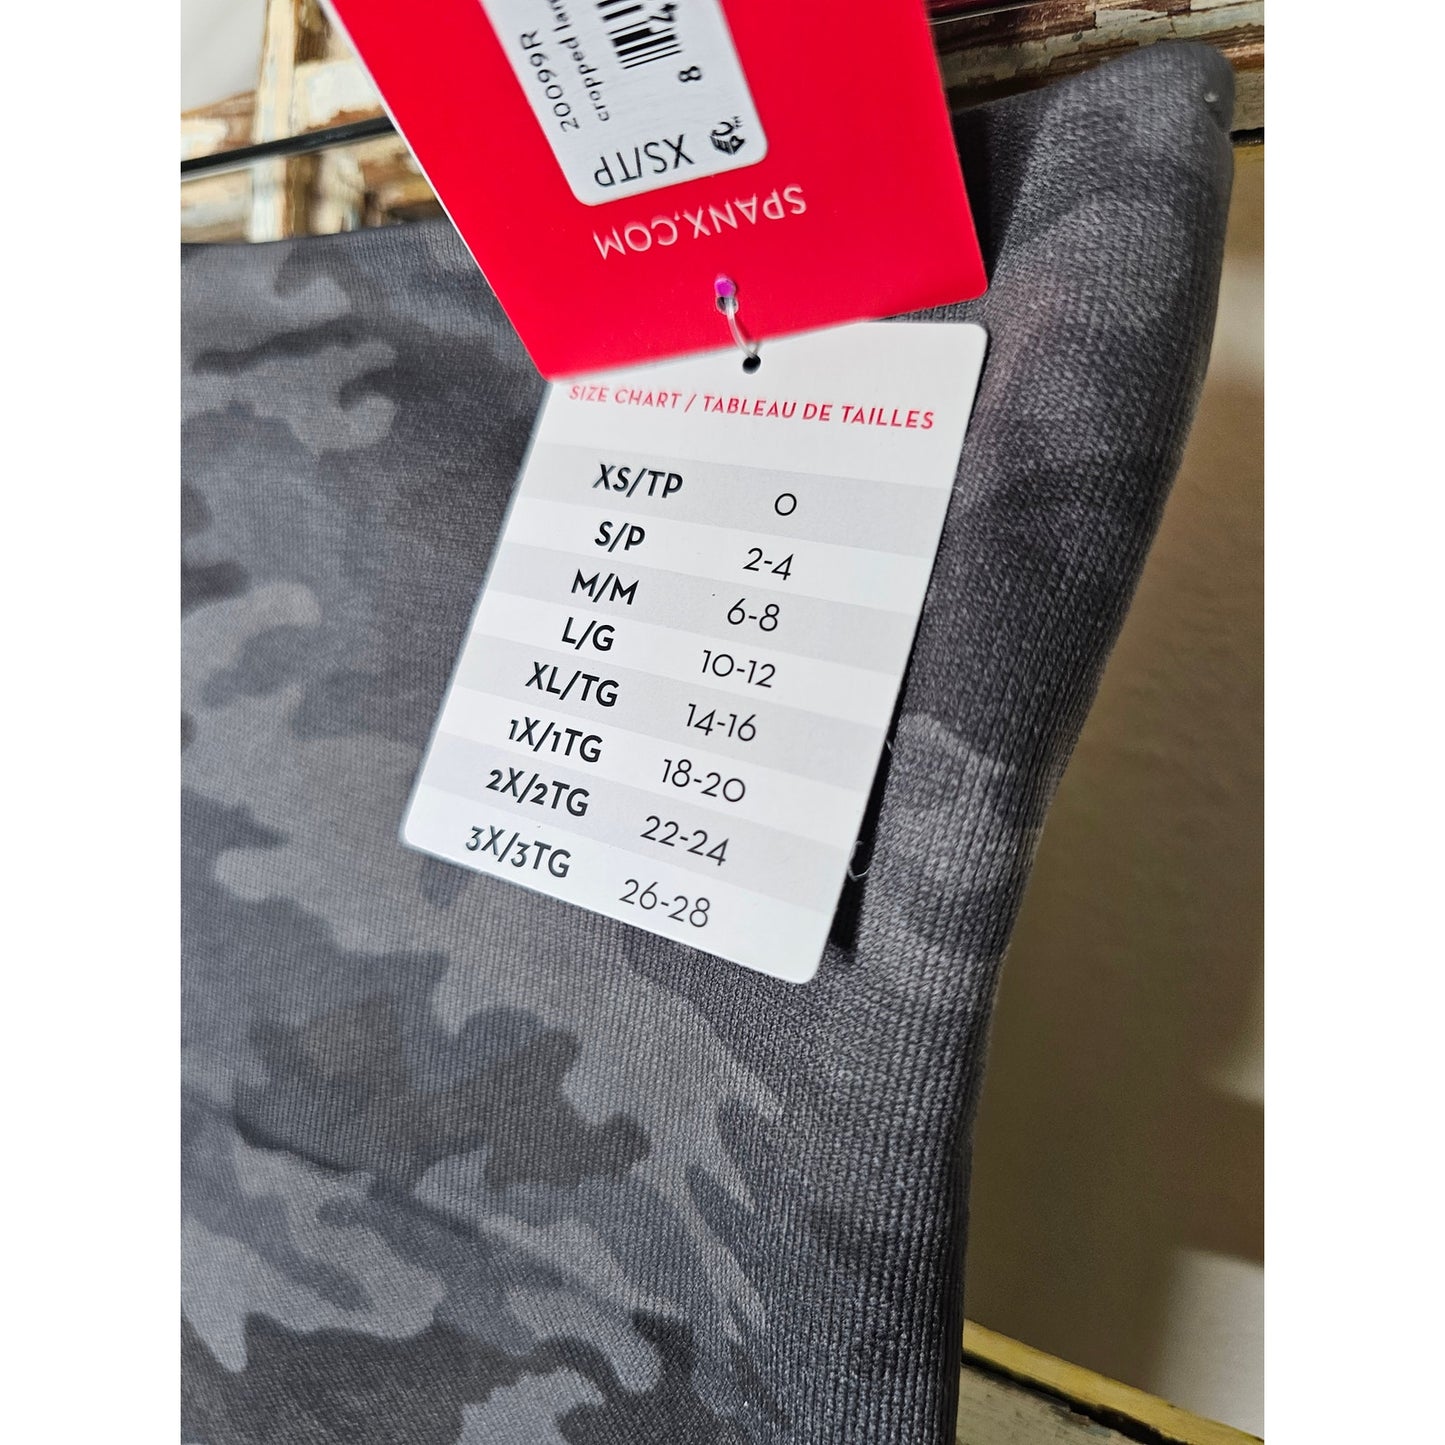 20099R
cropped
8
XS/TP
SPANX.COM
SIZE CHART / TABLEAU DE TAILLES
XS/TP 0
S/P 2-4
M/M 6-8
L/G 10-12
XL/TG 14-16
1X/1TG 18-20
2X/2TG 22-24
3X/3TG 26-28